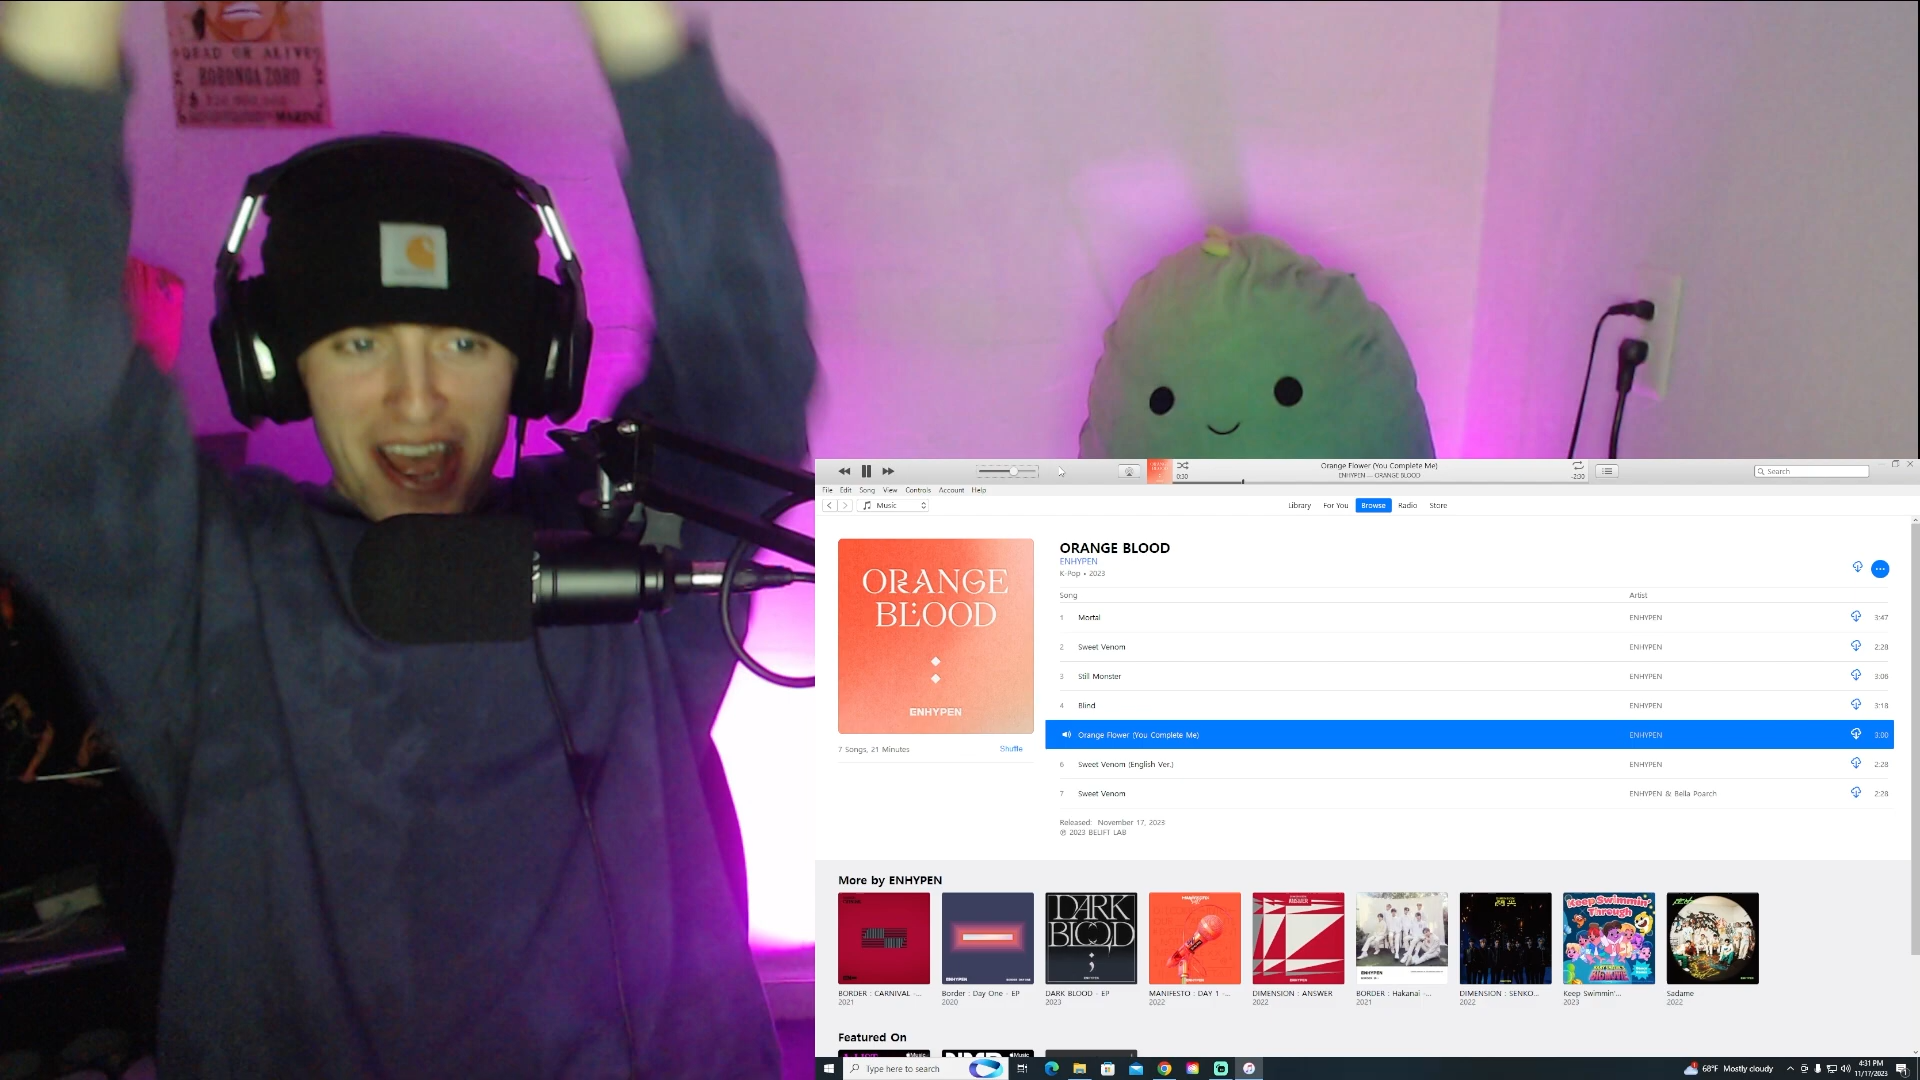 DEAD OR ALIVE
MARINE
Orange Flower (You Complete Me)
ENHYPEN — ORANGE BLOOD
0:30
-2:30
Search
File Edit Song View Controls Account Help
Music
Library For You Browse Radio Store
ORANGE BLOOD
ENHYPEN
ORANGE BLOOD
ENHYPEN
K-Pop • 2023
7 Songs, 21 Minutes
Shuffle
Song Artist
1 Mortal ENHYPEN 3:47
2 Sweet Venom ENHYPEN 2:28
3 Still Monster ENHYPEN 3:06
4 Blind ENHYPEN 3:18
Orange Flower (You Complete Me) ENHYPEN 3:00
6 Sweet Venom (English Ver.) ENHYPEN 2:28
7 Sweet Venom ENHYPEN & Bella Poarch 2:28
Released: November 17, 2023
℗ 2023 BELIFT LAB
More by ENHYPEN
ENHYPEN
DARK
BLOOD
ENHYPEN
Keep Swimmin'
Through
BORDER : CARNIVAL -...
2021
Border : Day One - EP
2020
DARK BLOOD - EP
2023
MANIFESTO : DAY 1 -...
2022
DIMENSION : ANSWER
2022
BORDER : Hakanai -...
2021
DIMENSION : SENKO...
2022
Keep Swimmin'...
2023
Sadame
2022
Featured On
Type here to search
68°F Mostly cloudy
4:31 PM
11/17/2023